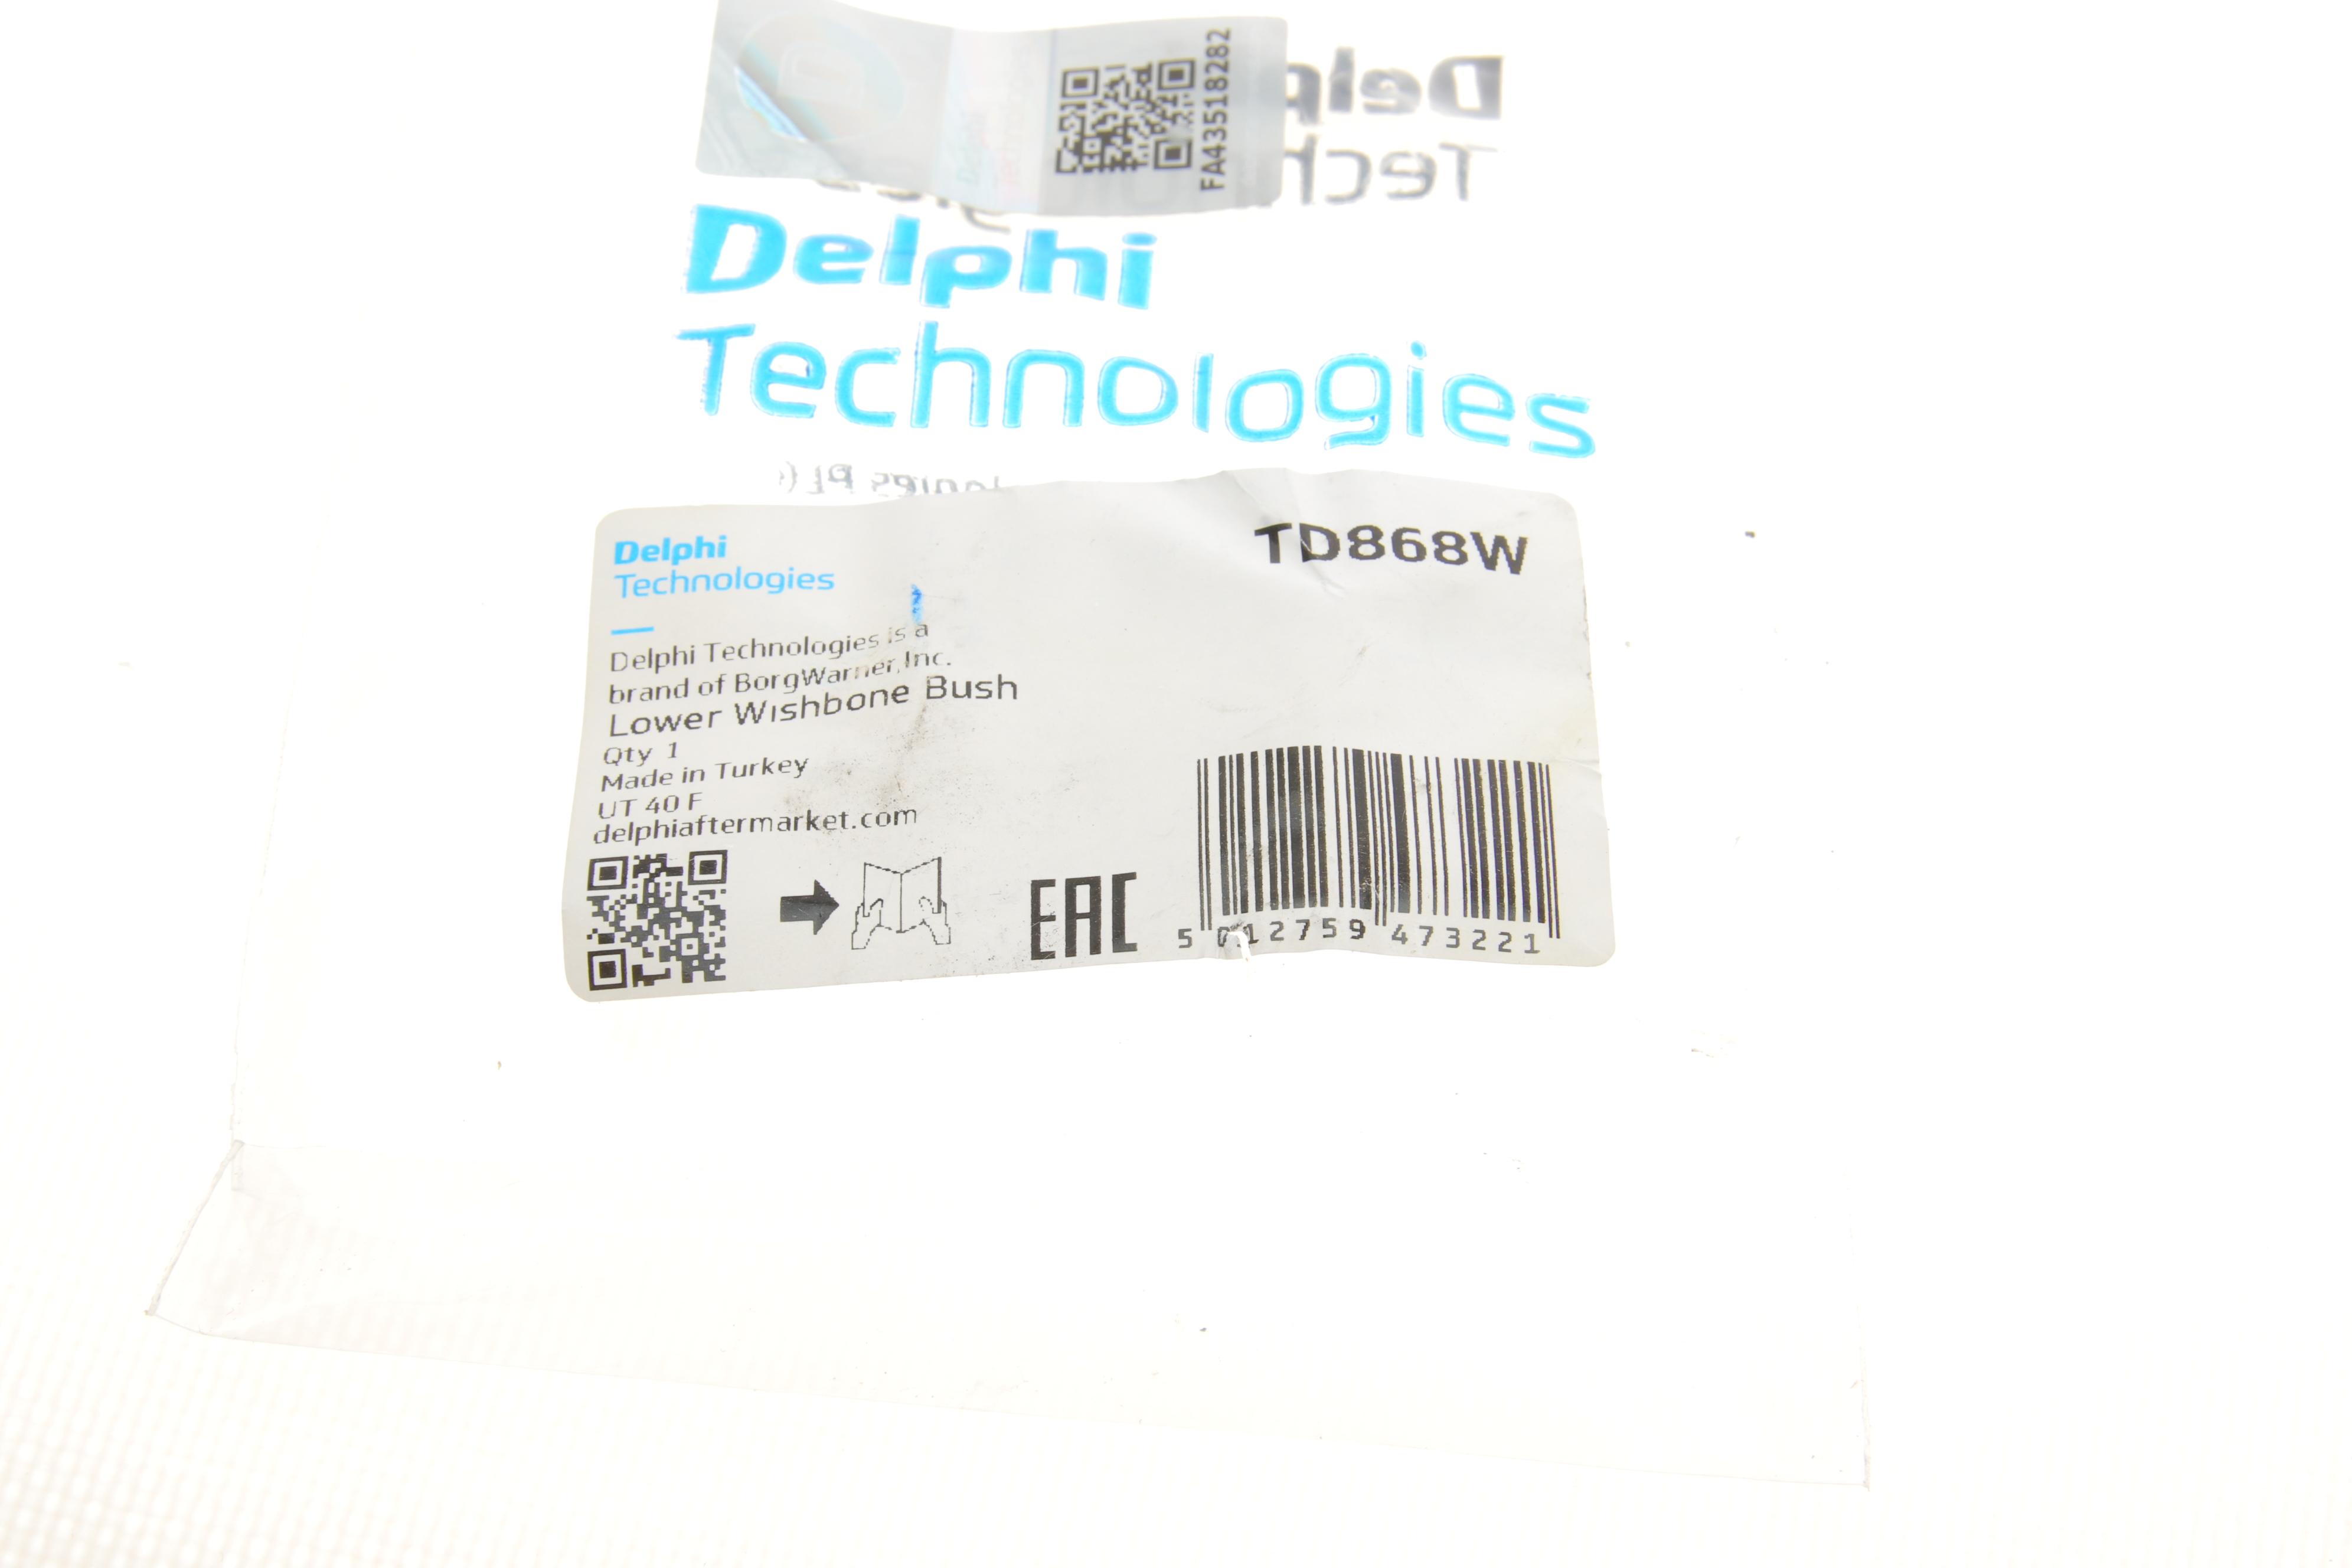 FA43518282
Delphi
Technologies
Delphi
Technologies
TD868W
Delphi Technologies is a
brand of BorgWarner, Inc.
Lower Wishbone Bush
Qty 1
Made in Turkey
UT 40 F
delphiaftermarket.com
EAC
5 012759 473221